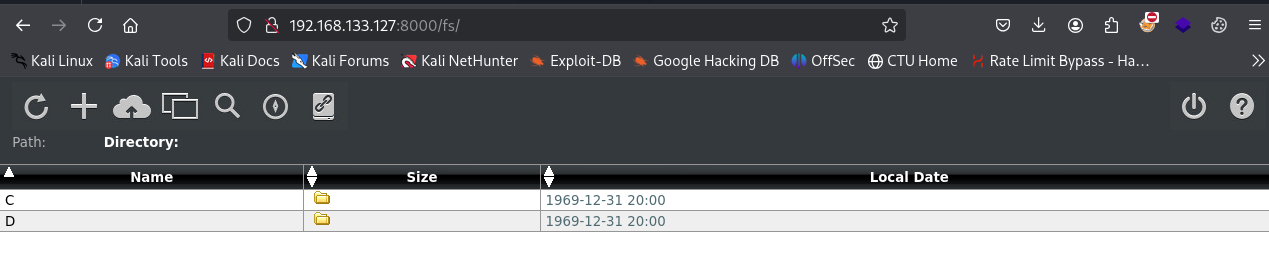 192.168.133.127:8000/fs/
Kali Linux Kali Tools Kali Docs Kali Forums Kali NetHunter Exploit-DB Google Hacking DB OffSec CTU Home Rate Limit Bypass - Ha…
Path: Directory:
Name Size Local Date
C 1969-12-31 20:00
D 1969-12-31 20:00